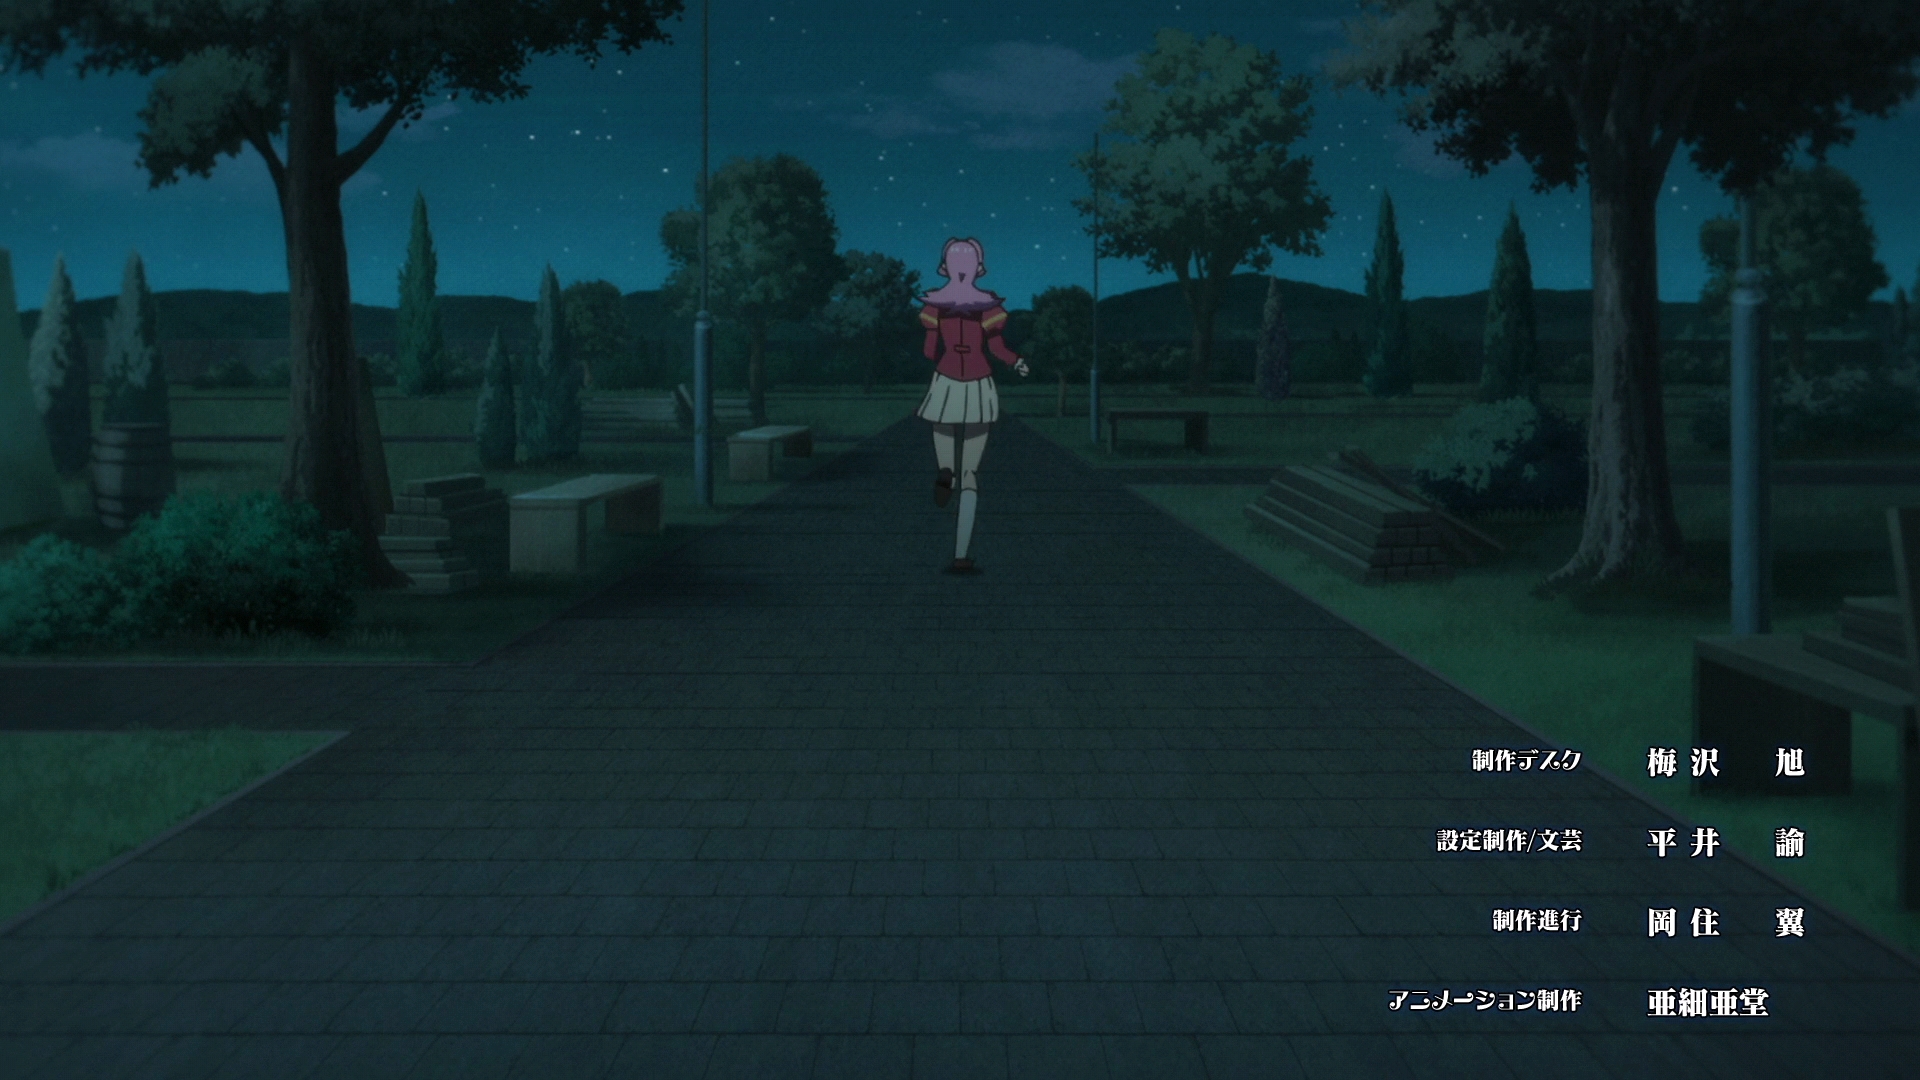 制作デスク 梅沢 旭
設定制作/文芸 平井 諭
制作進行 岡住 翼
アニメーション制作 亜細亜堂